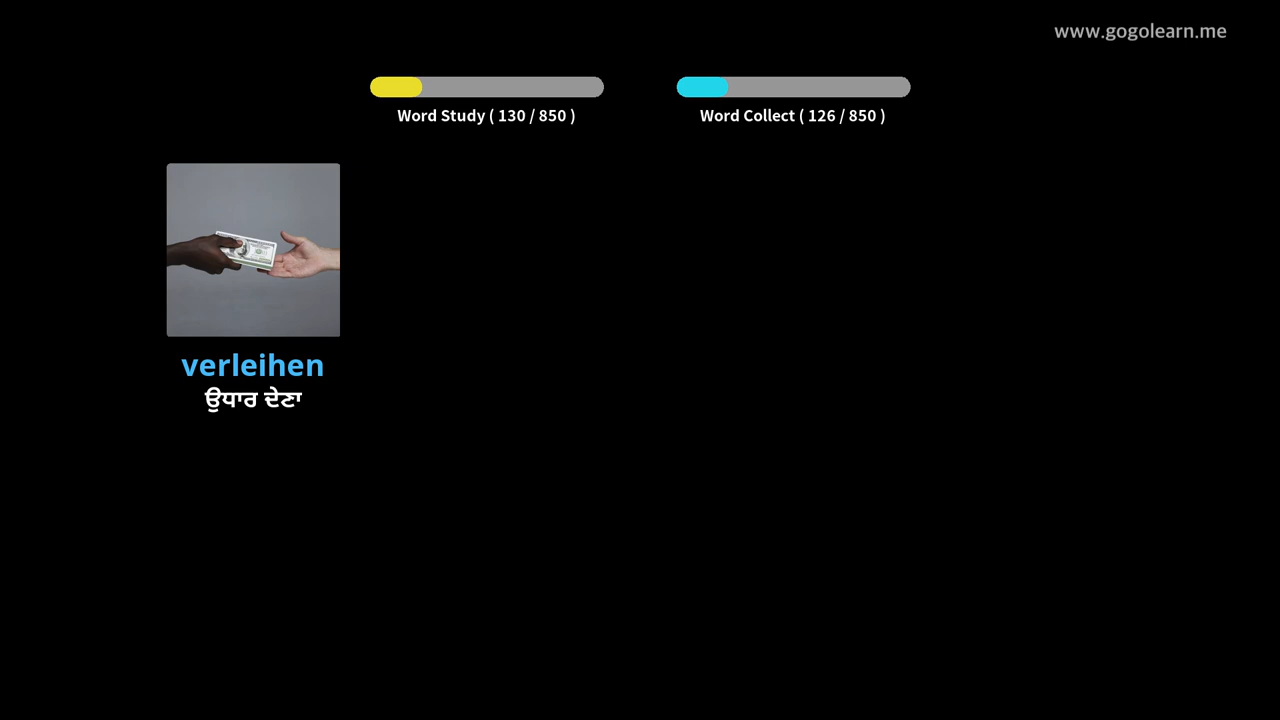 www.gogolearn.me
Word Study ( 130 / 850 )
Word Collect ( 126 / 850 )
verleihen
ਉਧਾਰ ਦੇਣਾ